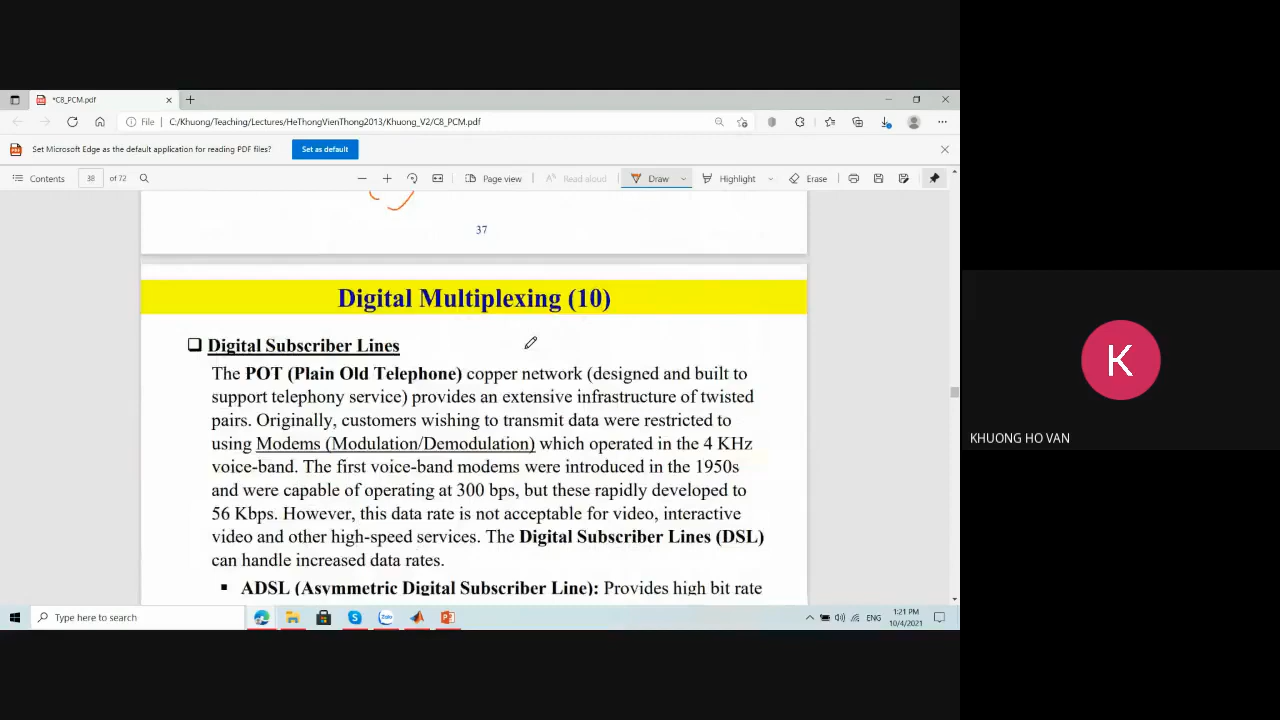 *C8_PCM.pdf
File
C:/Khuong/Teaching/Lectures/HeThongVienThong2013/Khuong_V2/C8_PCM.pdf
Set Microsoft Edge as the default application for reading PDF files?
Set as default
Contents
38
of 72
Page view
Read aloud
Draw
Highlight
Erase
37
Digital Multiplexing (10)
Digital Subscriber Lines
The POT (Plain Old Telephone) copper network (designed and built to
support telephony service) provides an extensive infrastructure of twisted
pairs. Originally, customers wishing to transmit data were restricted to
using Modems (Modulation/Demodulation) which operated in the 4 KHz
voice-band. The first voice-band modems were introduced in the 1950s
and were capable of operating at 300 bps, but these rapidly developed to
56 Kbps. However, this data rate is not acceptable for video, interactive
video and other high-speed services. The Digital Subscriber Lines (DSL)
can handle increased data rates.
ADSL (Asymmetric Digital Subscriber Line): Provides high bit rate
K
KHUONG HO VAN
Type here to search
Zalo
ENG
1:21 PM
10/4/2021